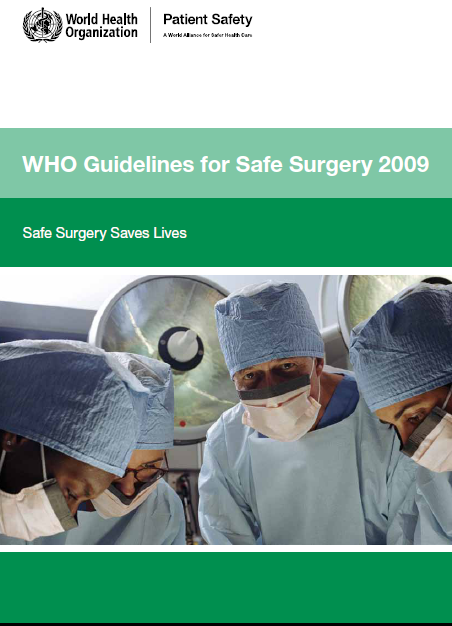 World Health
Organization
Patient Safety
A World Alliance for Safer Health Care
WHO Guidelines for Safe Surgery 2009
Safe Surgery Saves Lives